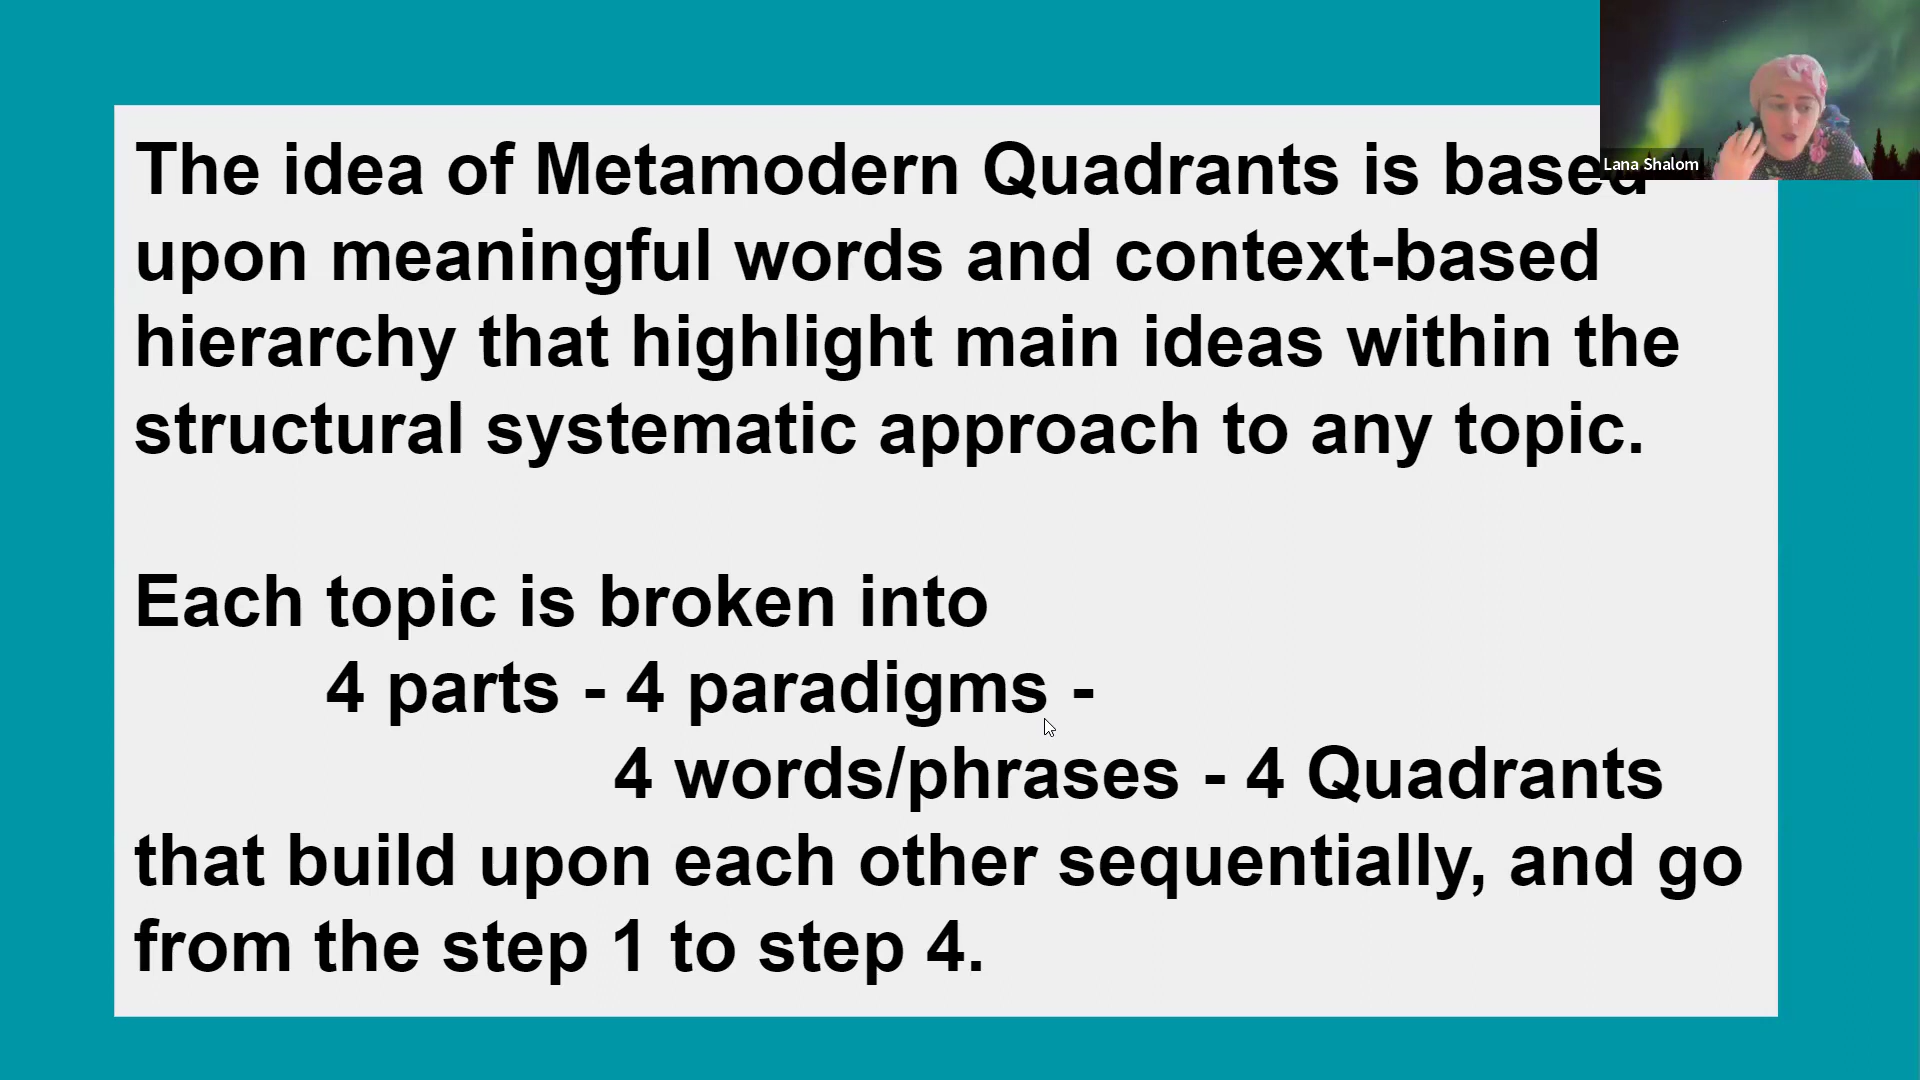 The idea of Metamodern Quadrants is based
upon meaningful words and context-based
hierarchy that highlight main ideas within the
structural systematic approach to any topic.
Each topic is broken into
4 parts - 4 paradigms -
4 words/phrases - 4 Quadrants
that build upon each other sequentially, and go
from the step 1 to step 4.
Lana Shalom